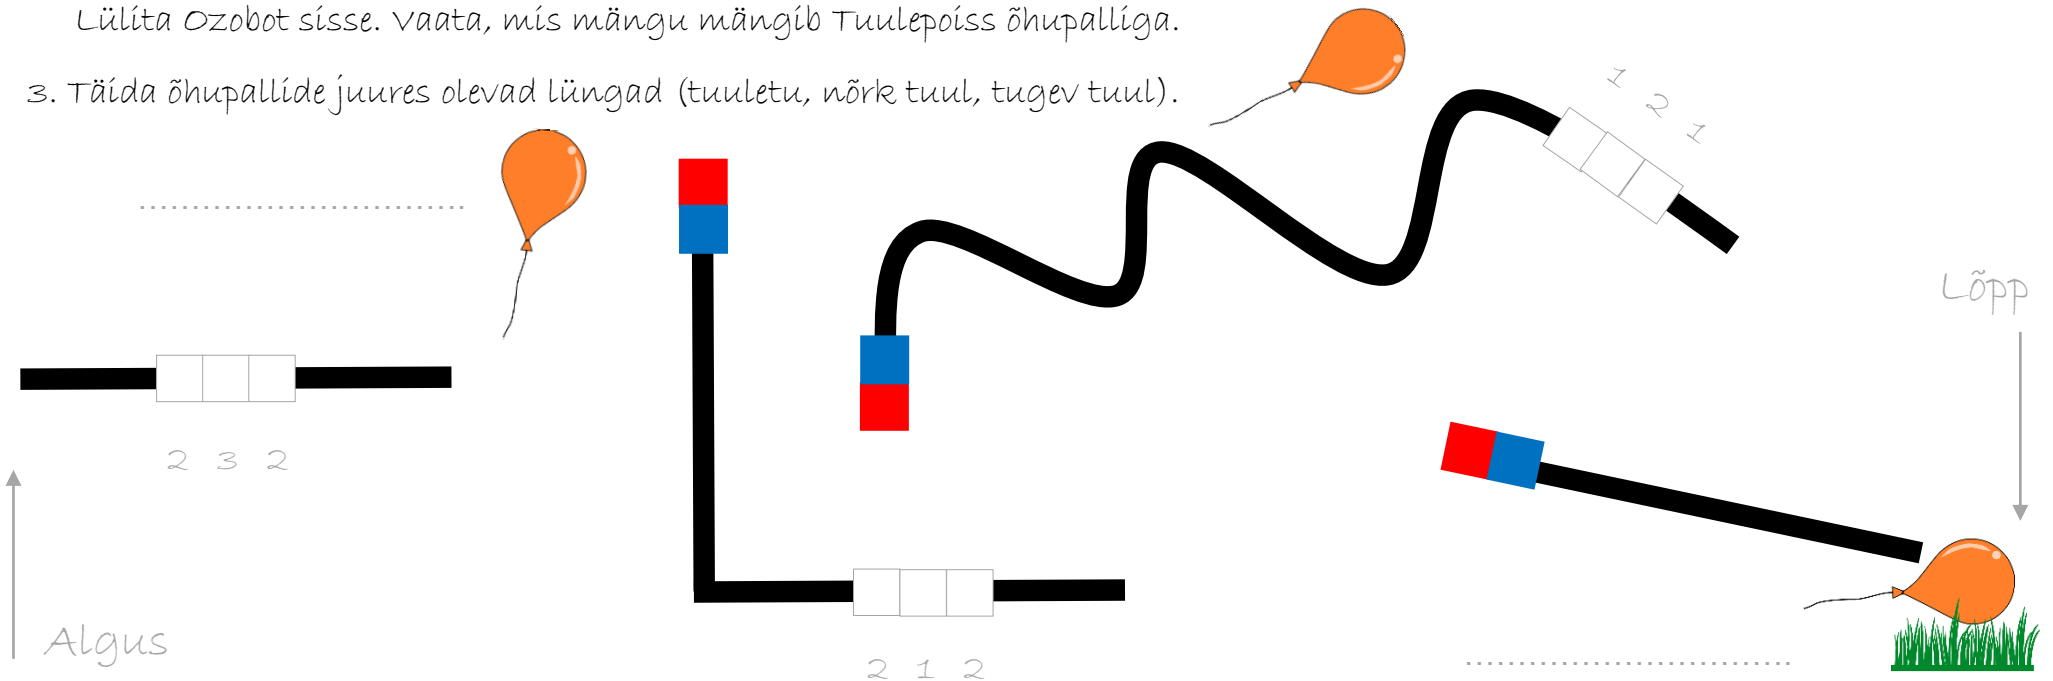 Lülita Ozobot sisse. Vaata, mis mängu mängib Tuulepoiss õhupalliga.
3. Täida õhupallide juures olevad lüngad (tuuletu, nõrk tuul, tugev tuul).
1 2 1
Lõpp
2 3 2
Algus
2 1 2